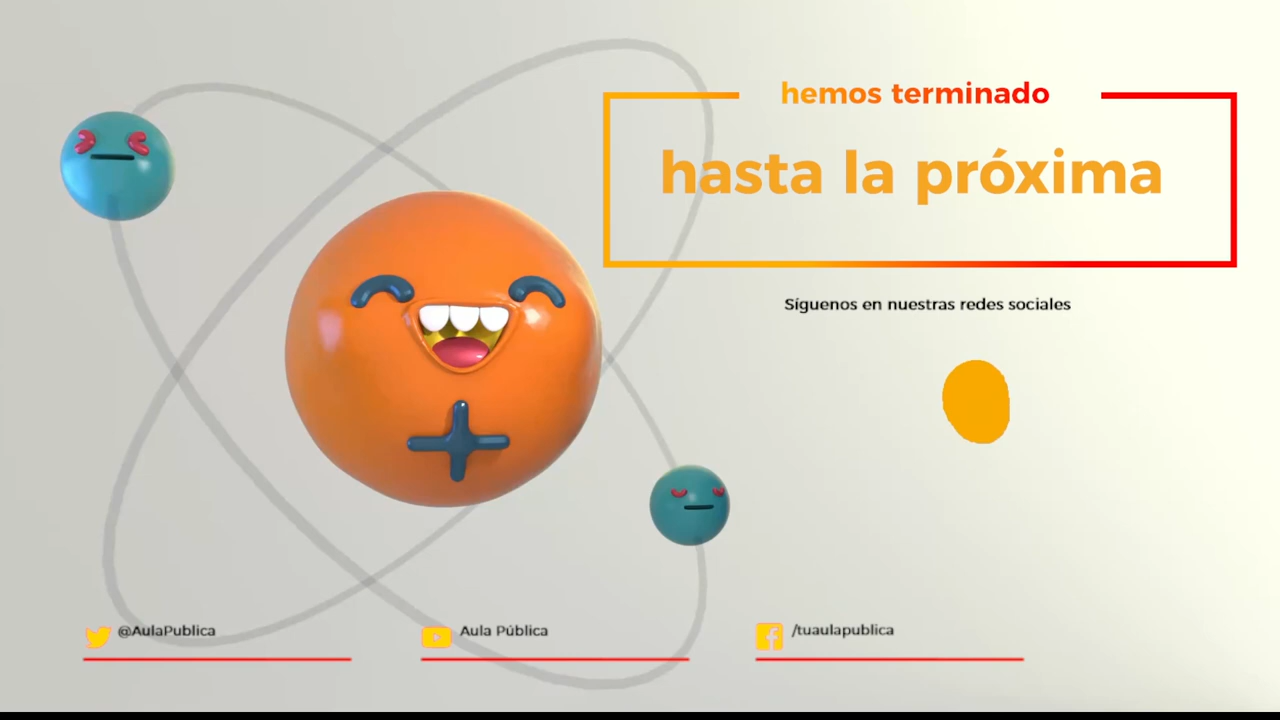 hemos terminado
hasta la próxima
Síguenos en nuestras redes sociales
@AulaPublica
Aula Pública
/tuaulapublica